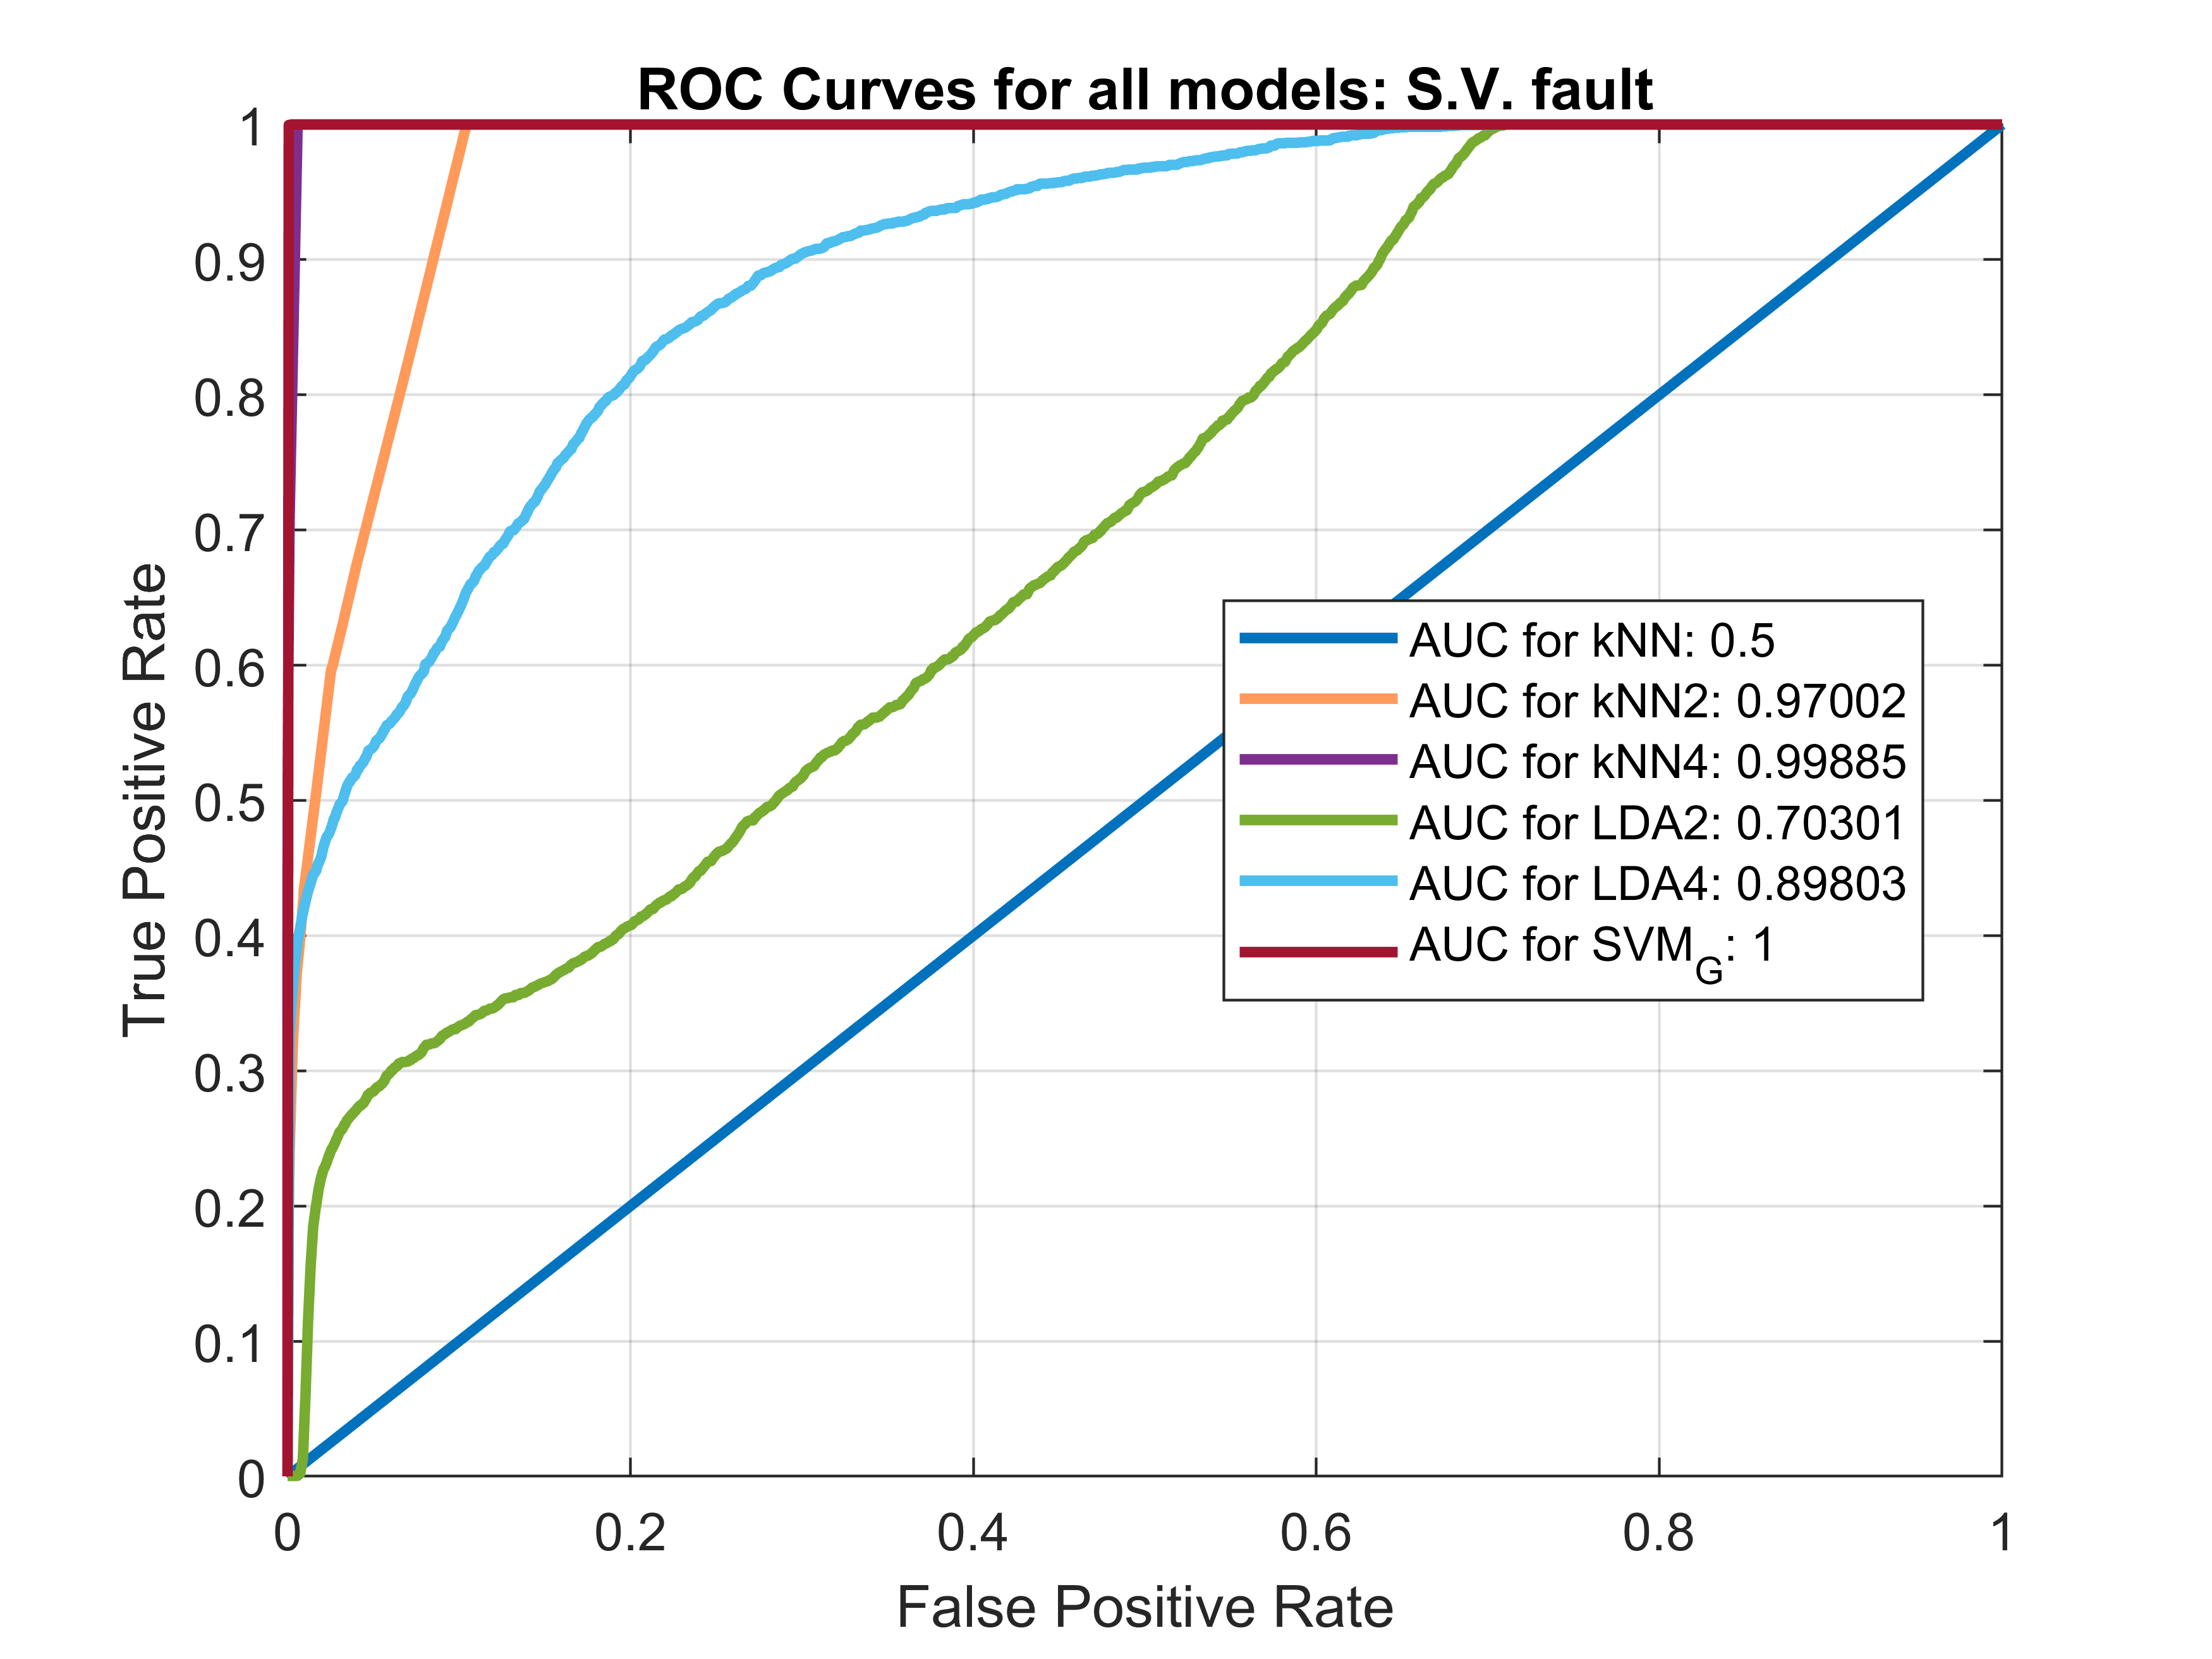 ROC Curves for all models: S.V. fault
1
0.9
0.8
0.7
0.6
0.5
0.4
0.3
0.2
0.1
0
True Positive Rate
AUC for kNN: 0.5
AUC for kNN2: 0.97002
AUC for kNN4: 0.99885
AUC for LDA2: 0.70301
AUC for LDA4: 0.89803
AUC for SVM_G: 1
0 0.2 0.4 0.6 0.8 1
False Positive Rate